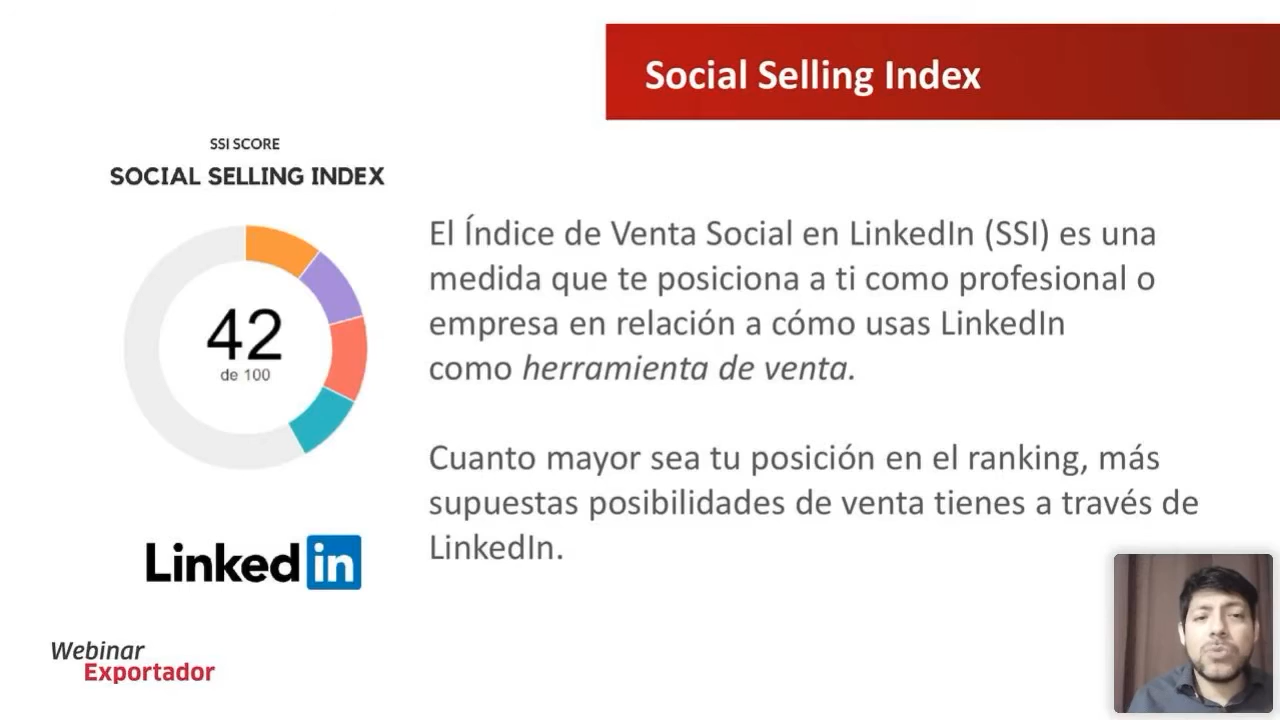 Social Selling Index
SSI SCORE
SOCIAL SELLING INDEX
42
de 100
El Índice de Venta Social en LinkedIn (SSI) es una
medida que te posiciona a ti como profesional o
empresa en relación a cómo usas LinkedIn
como herramienta de venta.
Cuanto mayor sea tu posición en el ranking, más
supuestas posibilidades de venta tienes a través de
LinkedIn.
Linked in
Webinar
Exportador